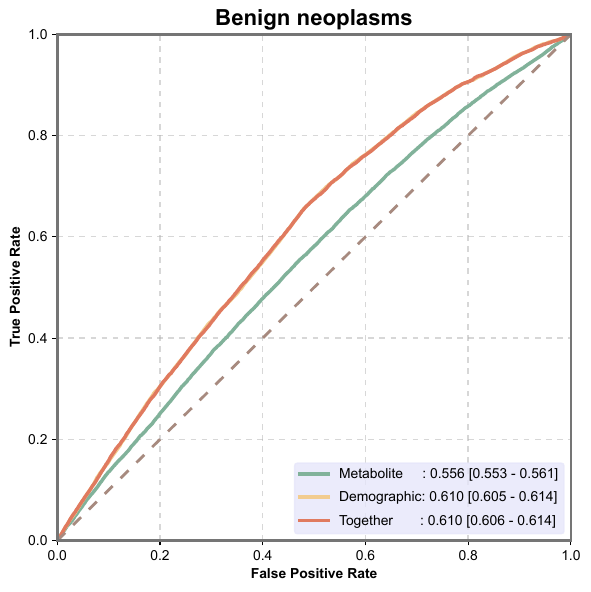 Benign neoplasms
1.0
0.8
0.6
0.4
0.2
0.0
True Positive Rate
Metabolite : 0.556 [0.553 - 0.561]
Demographic: 0.610 [0.605 - 0.614]
Together : 0.610 [0.606 - 0.614]
0.0 0.2 0.4 0.6 0.8 1.0
False Positive Rate